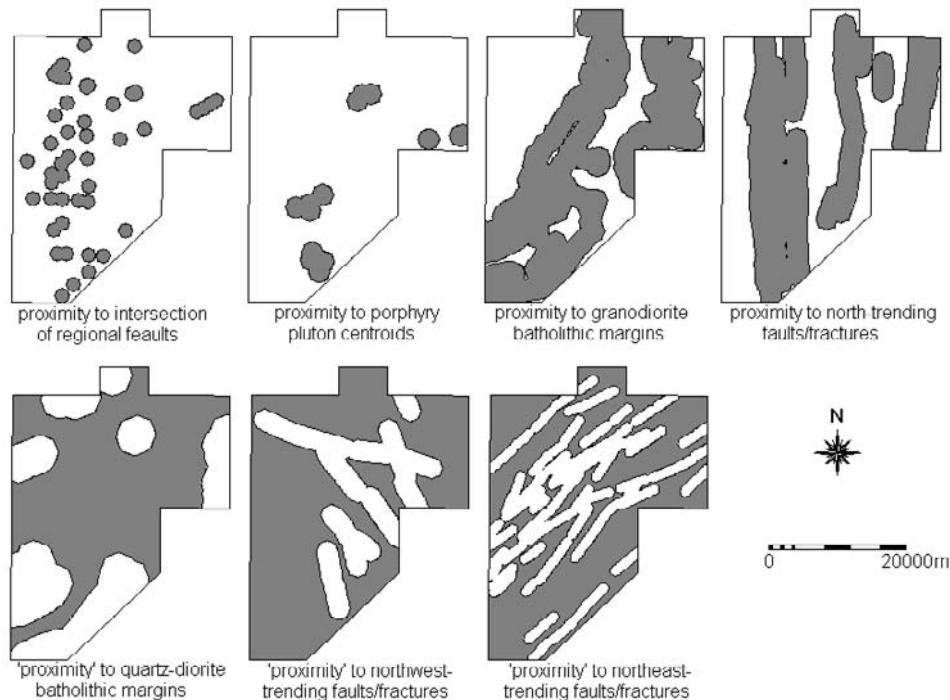 proximity to intersection
of regional feaults
proximity to porphyry
pluton centroids
proximity to granodiorite
batholithic margins
proximity to north-trending
faults/fractures
N
0 20000m
'proximity' to quartz-diorite
batholithic margins
'proximity' to northwest-
trending faults/fractures
'proximity' to northeast-
trending faults/fractures